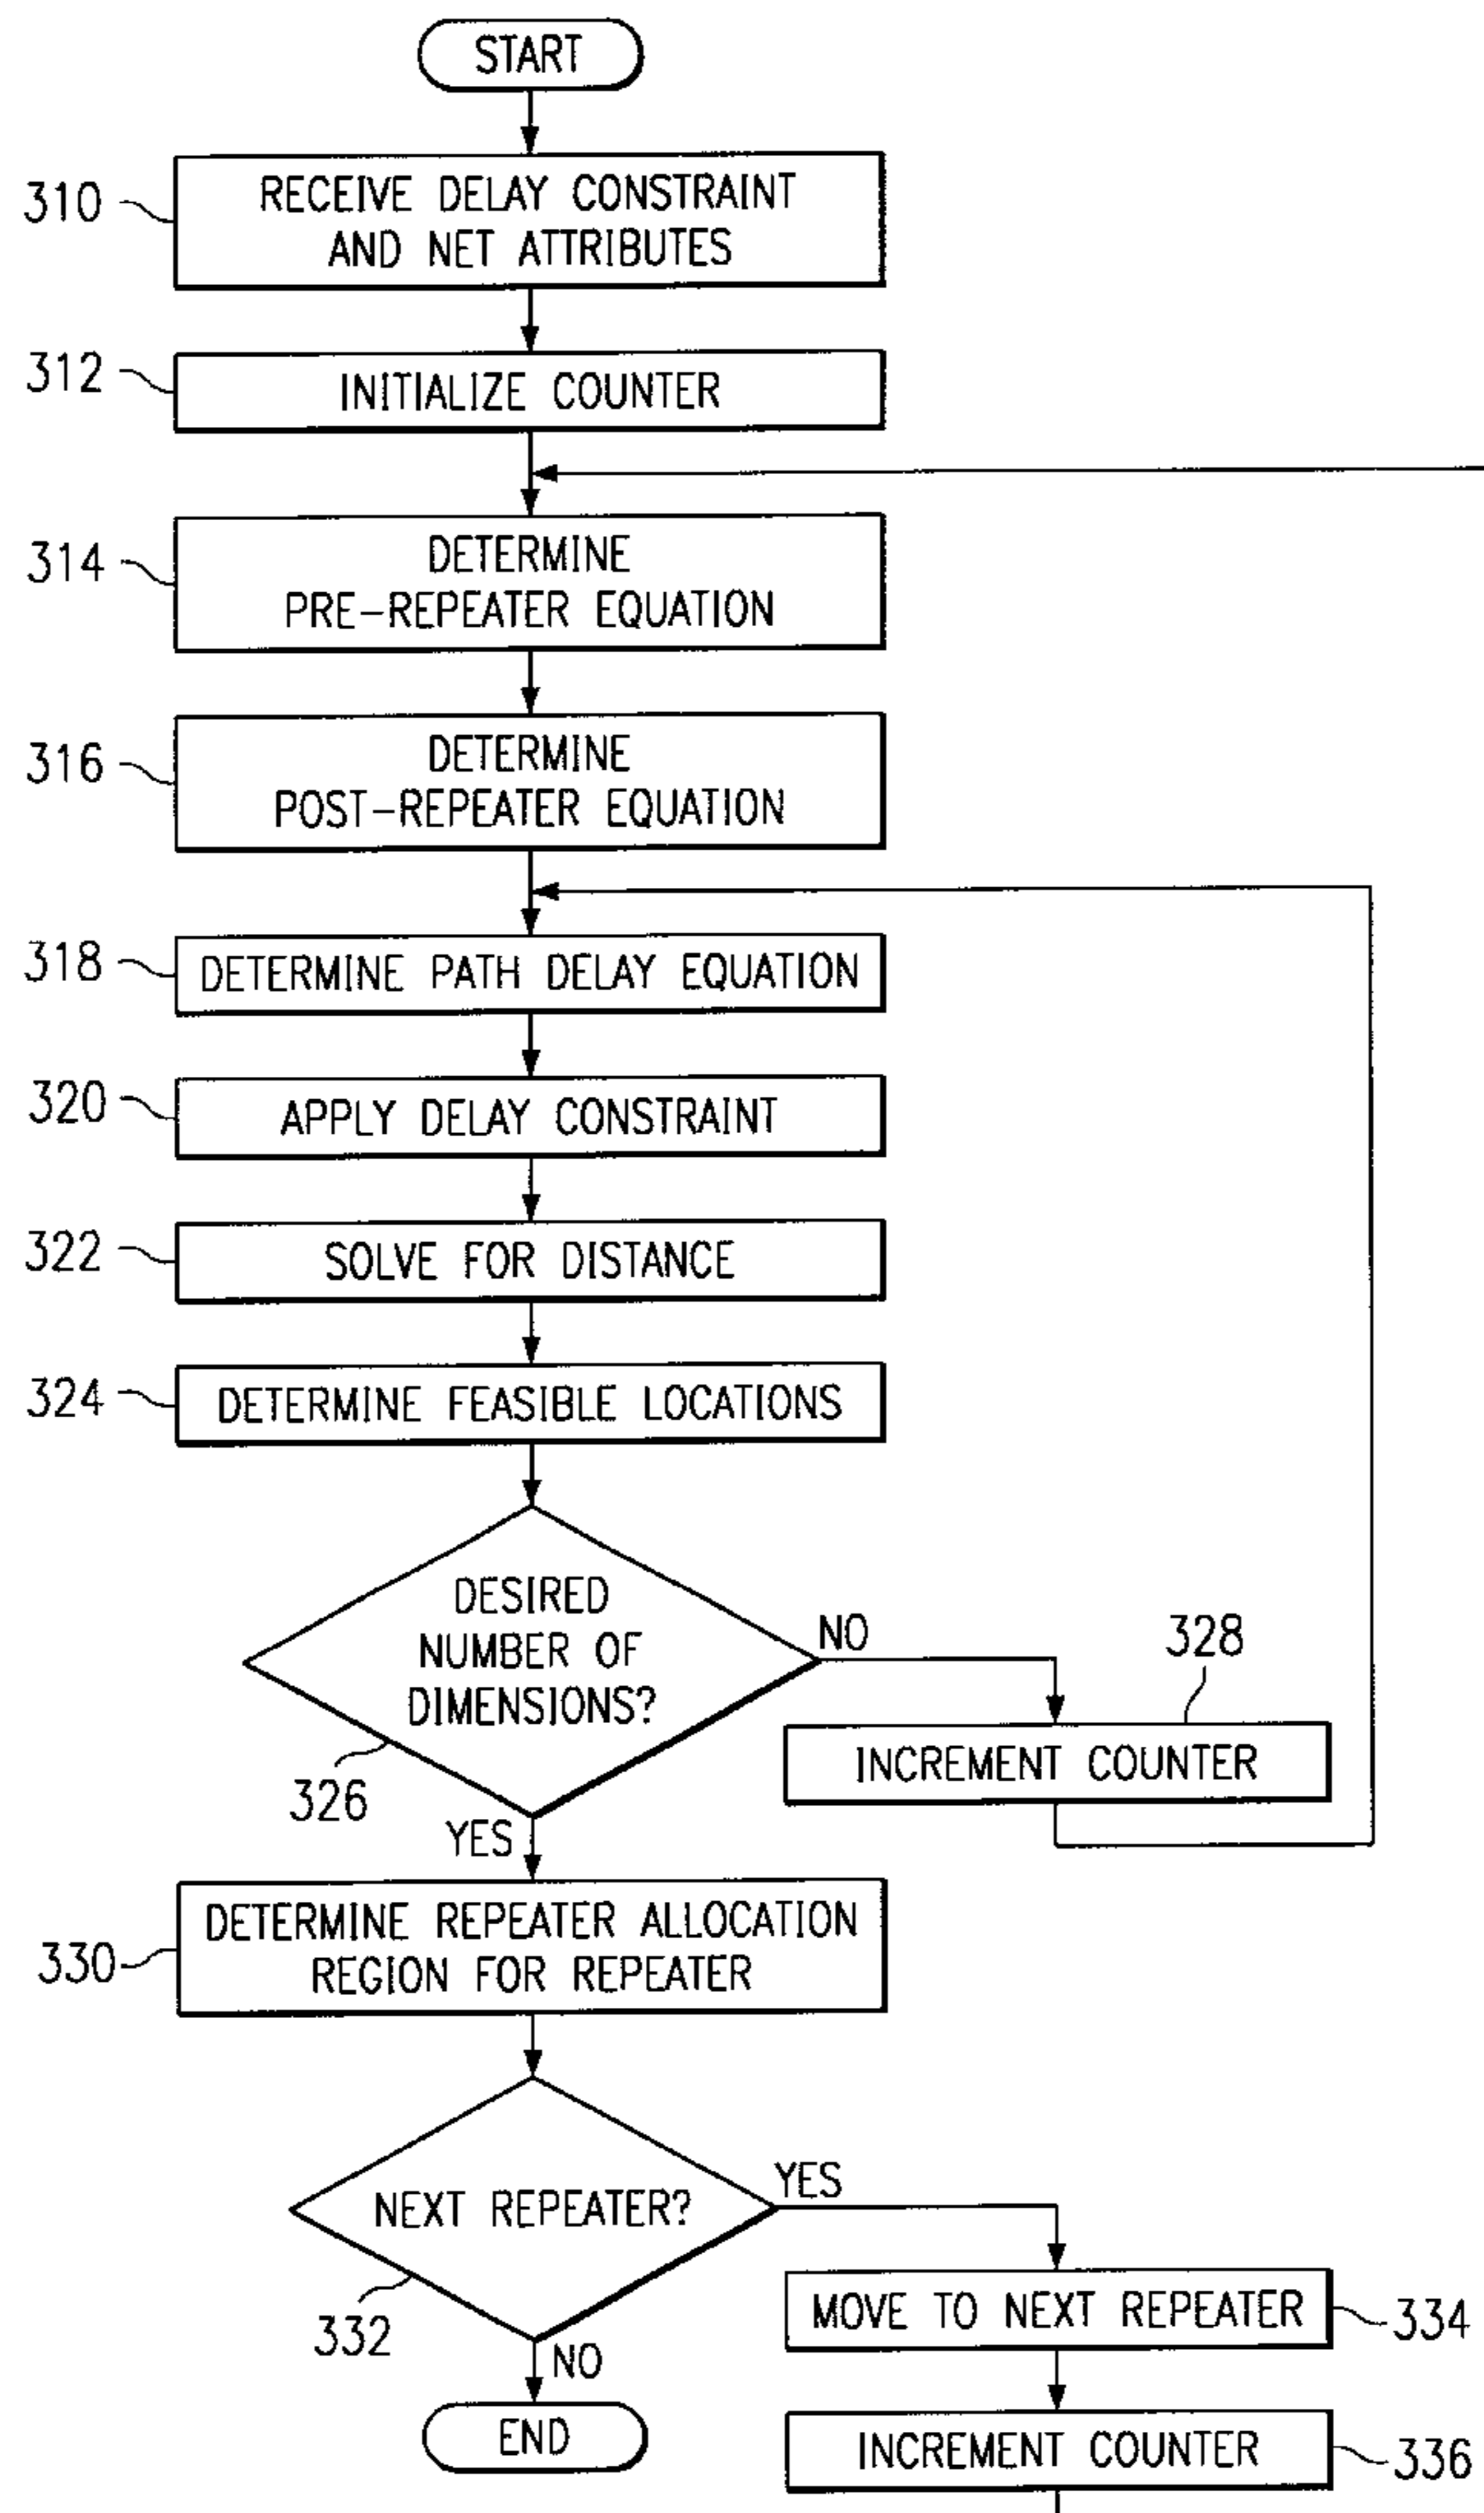 START
310
RECEIVE DELAY CONSTRAINT
AND NET ATTRIBUTES
312
INITIALIZE COUNTER
314
DETERMINE
PRE-REPEATER EQUATION
316
DETERMINE
POST-REPEATER EQUATION
318
DETERMINE PATH DELAY EQUATION
320
APPLY DELAY CONSTRAINT
322
SOLVE FOR DISTANCE
324
DETERMINE FEASIBLE LOCATIONS
DESIRED
NUMBER OF
DIMENSIONS?
326
NO
328
INCREMENT COUNTER
YES
330
DETERMINE REPEATER ALLOCATION
REGION FOR REPEATER
NEXT REPEATER?
332
YES
MOVE TO NEXT REPEATER
334
NO
END
INCREMENT COUNTER
336